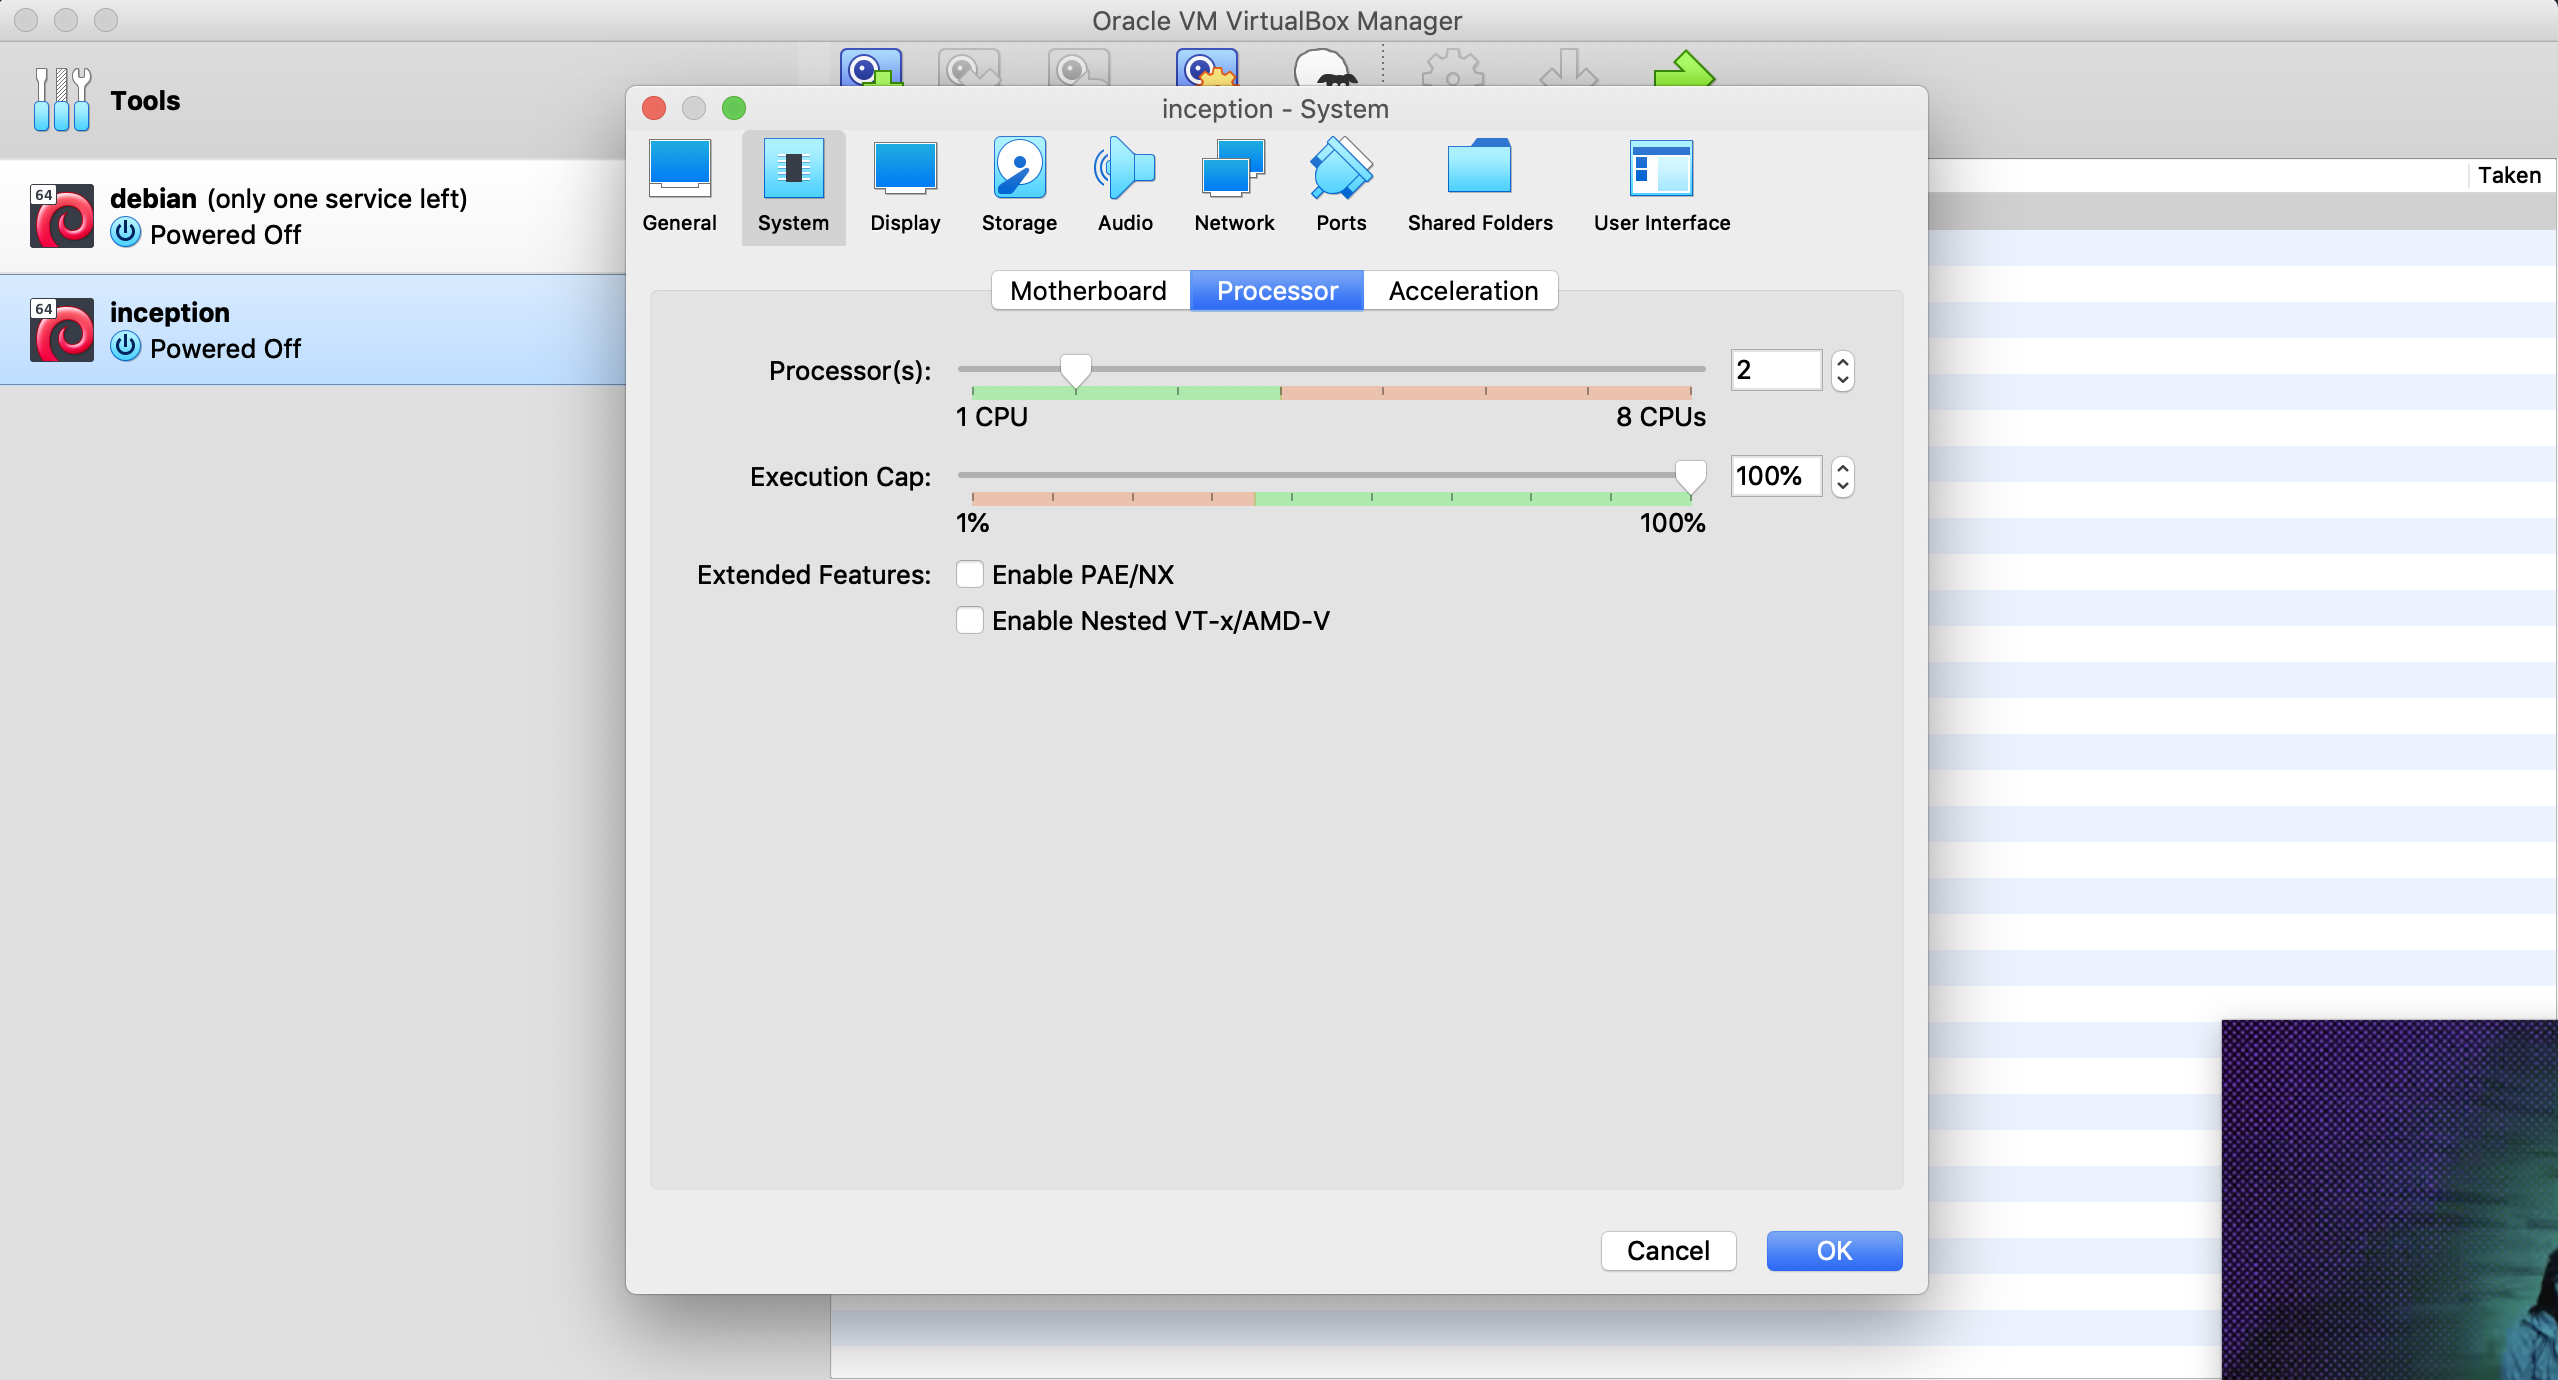 Oracle VM VirtualBox Manager
Tools
64
debian (only one service left)
Powered Off
64
inception
Powered Off
Taken
inception - System
General
System
Display
Storage
Audio
Network
Ports
Shared Folders
User Interface
Motherboard
Processor
Acceleration
Processor(s):
2
1 CPU
8 CPUs
Execution Cap:
100%
1%
100%
Extended Features:
Enable PAE/NX
Enable Nested VT-x/AMD-V
Cancel
OK